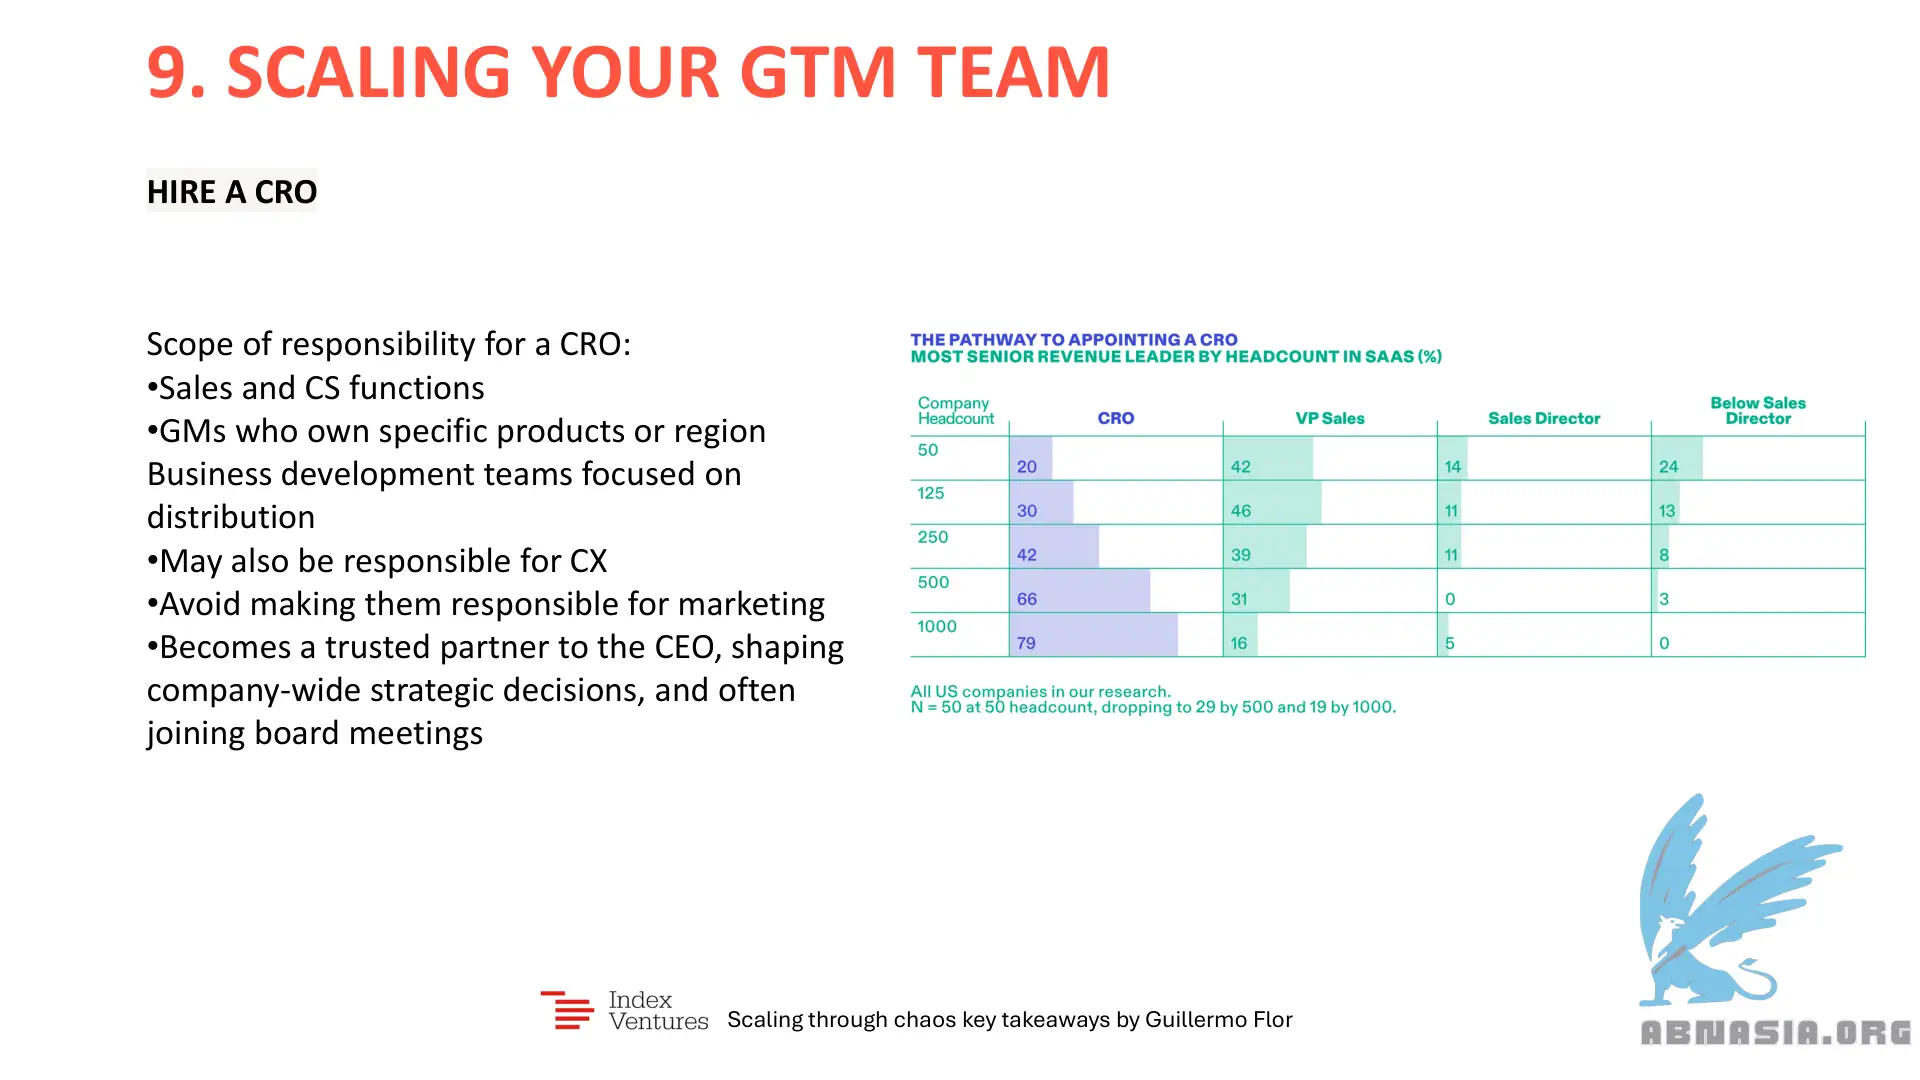 9. SCALING YOUR GTM TEAM
HIRE A CRO
Scope of responsibility for a CRO:
•Sales and CS functions
•GMs who own specific products or region
Business development teams focused on
distribution
•May also be responsible for CX
•Avoid making them responsible for marketing
•Becomes a trusted partner to the CEO, shaping
company-wide strategic decisions, and often
joining board meetings
THE PATHWAY TO APPOINTING A CRO
MOST SENIOR REVENUE LEADER BY HEADCOUNT IN SAAS (%)
Company Headcount CRO VP Sales Sales Director Below Sales Director
50 20 42 14 24
125 30 46 11 13
250 42 39 11 8
500 66 31 0 3
1000 79 16 5 0
All US companies in our research.
N = 50 at 50 headcount, dropping to 29 by 500 and 19 by 1000.
Index
Ventures
Scaling through chaos key takeaways by Guillermo Flor
ABNASIA.ORG